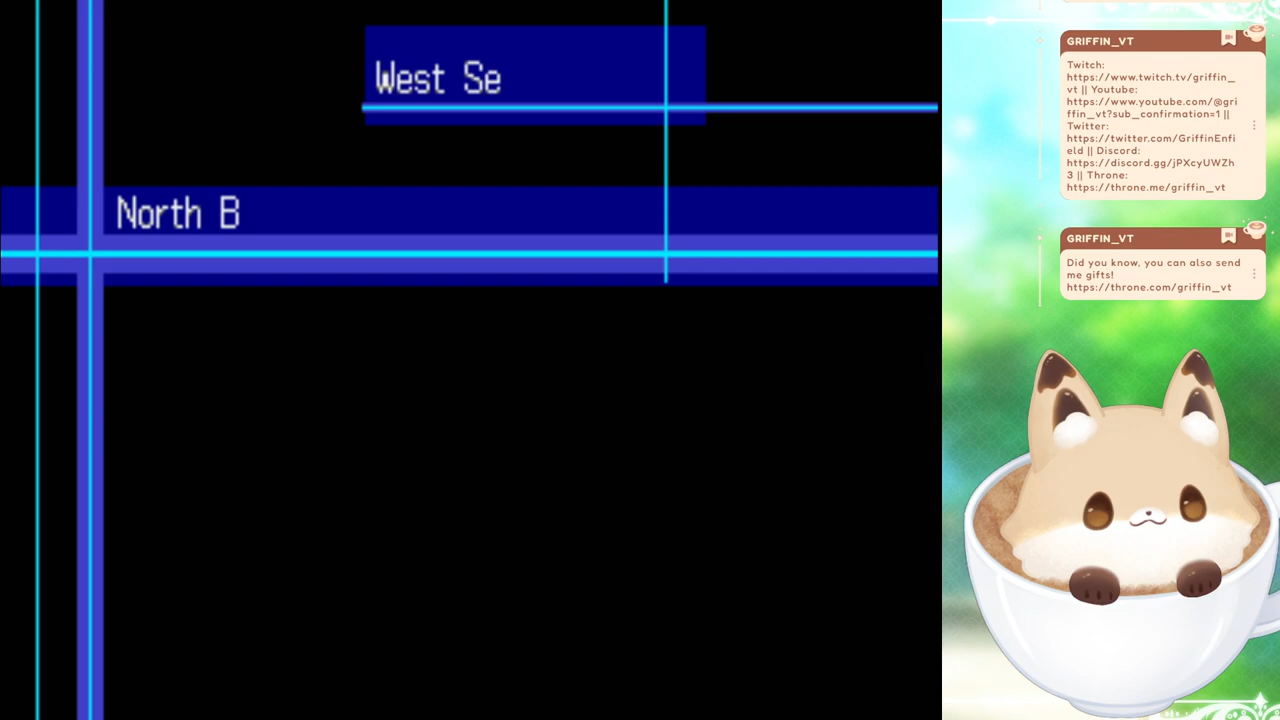 West Se
North B
GRIFFIN_VT
Twitch:
https://www.twitch.tv/griffin_
vt || Youtube:
https://www.youtube.com/@gri
ffin_vt?sub_confirmation=1 ||
Twitter:
https://twitter.com/GriffinEnfi
eld || Discord:
https://discord.gg/jPXcyUWZh
3 || Throne:
https://throne.me/griffin_vt
GRIFFIN_VT
Did you know, you can also send
me gifts!
https://throne.com/griffin_vt